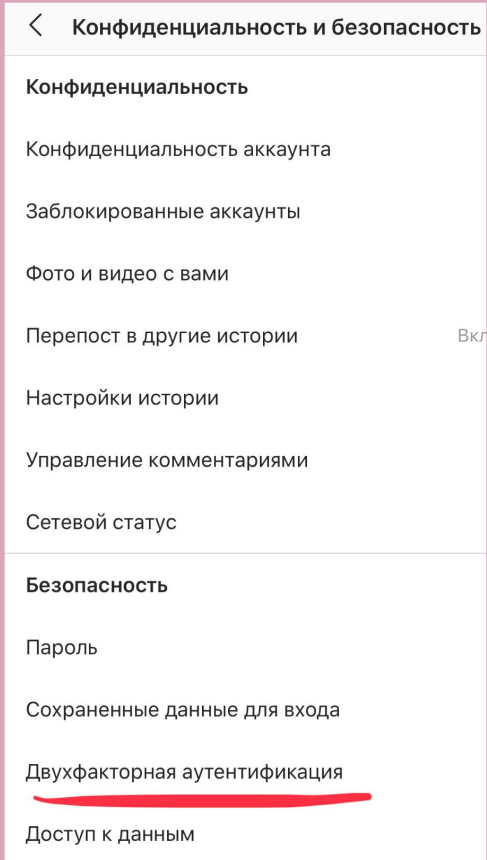 Конфиденциальность и безопасность
Конфиденциальность
Конфиденциальность аккаунта
Заблокированные аккаунты
Фото и видео с вами
Перепост в другие истории Вкл
Настройки истории
Управление комментариями
Сетевой статус
Безопасность
Пароль
Сохраненные данные для входа
Двухфакторная аутентификация
Доступ к данным